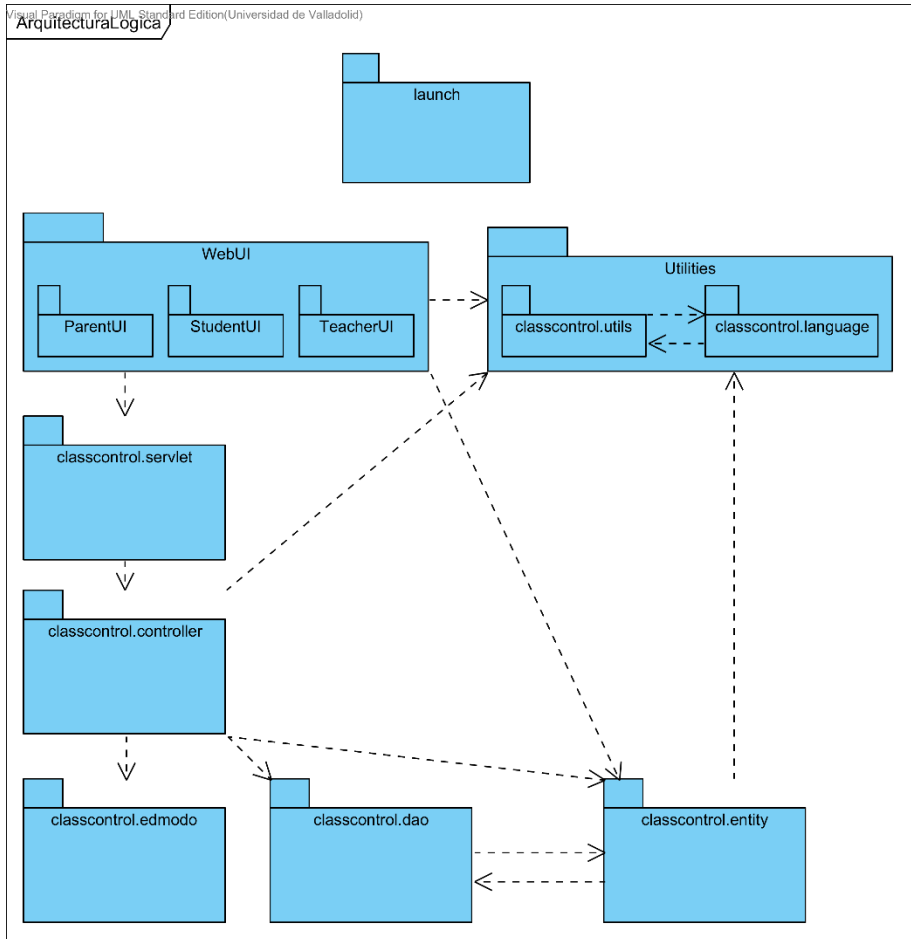 Visual Paradigm for UML Standard Edition(Universidad de Valladolid)
ArquitecturaLogica
launch
WebUI
Utilities
ParentUI
StudentUI
TeacherUI
classcontrol.utils
classcontrol.language
classcontrol.servlet
classcontrol.controller
classcontrol.edmodo
classcontrol.dao
classcontrol.entity